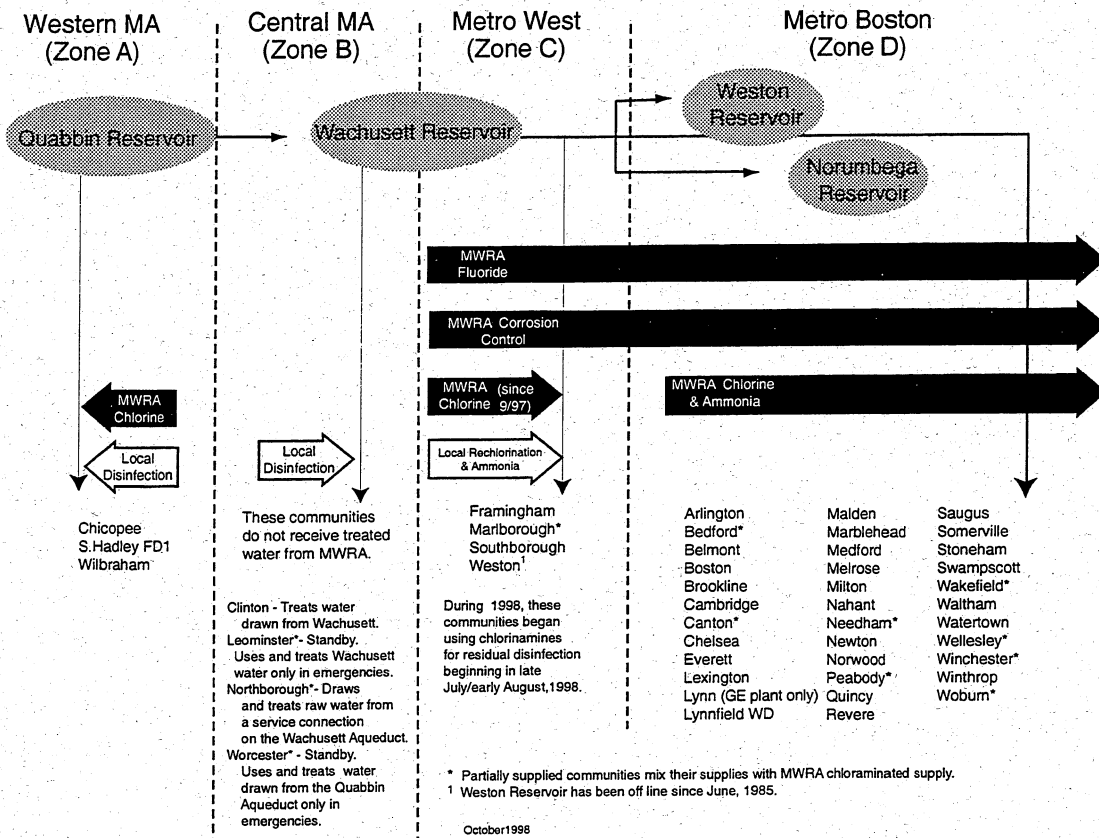 Western MA
(Zone A)
Central MA
(Zone B)
Metro West
(Zone C)
Metro Boston
(Zone D)
Quabbin Reservoir
Wachusett Reservoir
Weston
Reservoir
Norumbega
Reservoir
MWRA
Fluoride
MWRA Corrosion
Control
MWRA
Chlorine
MWRA (since
Chlorine 9/97)
MWRA Chlorine
& Ammonia
Local
Disinfection
Local
Disinfection
Local Rechlorination
& Ammonia
Chicopee
S.Hadley FD1
Wilbraham
These communities
do not receive treated
water from MWRA.
Clinton - Treats water
drawn from Wachusett.
Leominster*- Standby.
Uses and treats Wachusett
water only in emergencies.
Northborough*- Draws
and treats raw water from
a service connection
on the Wachusett Aqueduct.
Worcester* - Standby.
Uses and treats water
drawn from the Quabbin
Aqueduct only in
emergencies.
Framingham
Marlborough*
Southborough
Weston1
During 1998, these
communities began
using chlorinamines
for residual disinfection
beginning in late
July/early August,1998.
Arlington
Bedford*
Belmont
Boston
Brookline
Cambridge
Canton*
Chelsea
Everett
Lexington
Lynn (GE plant only)
Lynnfield WD
Malden
Marblehead
Medford
Melrose
Milton
Nahant
Needham*
Newton
Norwood
Peabody*
Quincy
Revere
Saugus
Somerville
Stoneham
Swampscott
Wakefield*
Waltham
Watertown
Wellesley*
Winchester*
Winthrop
Woburn*
* Partially supplied communities mix their supplies with MWRA chloraminated supply.
1 Weston Reservoir has been off line since June, 1985.
October1998